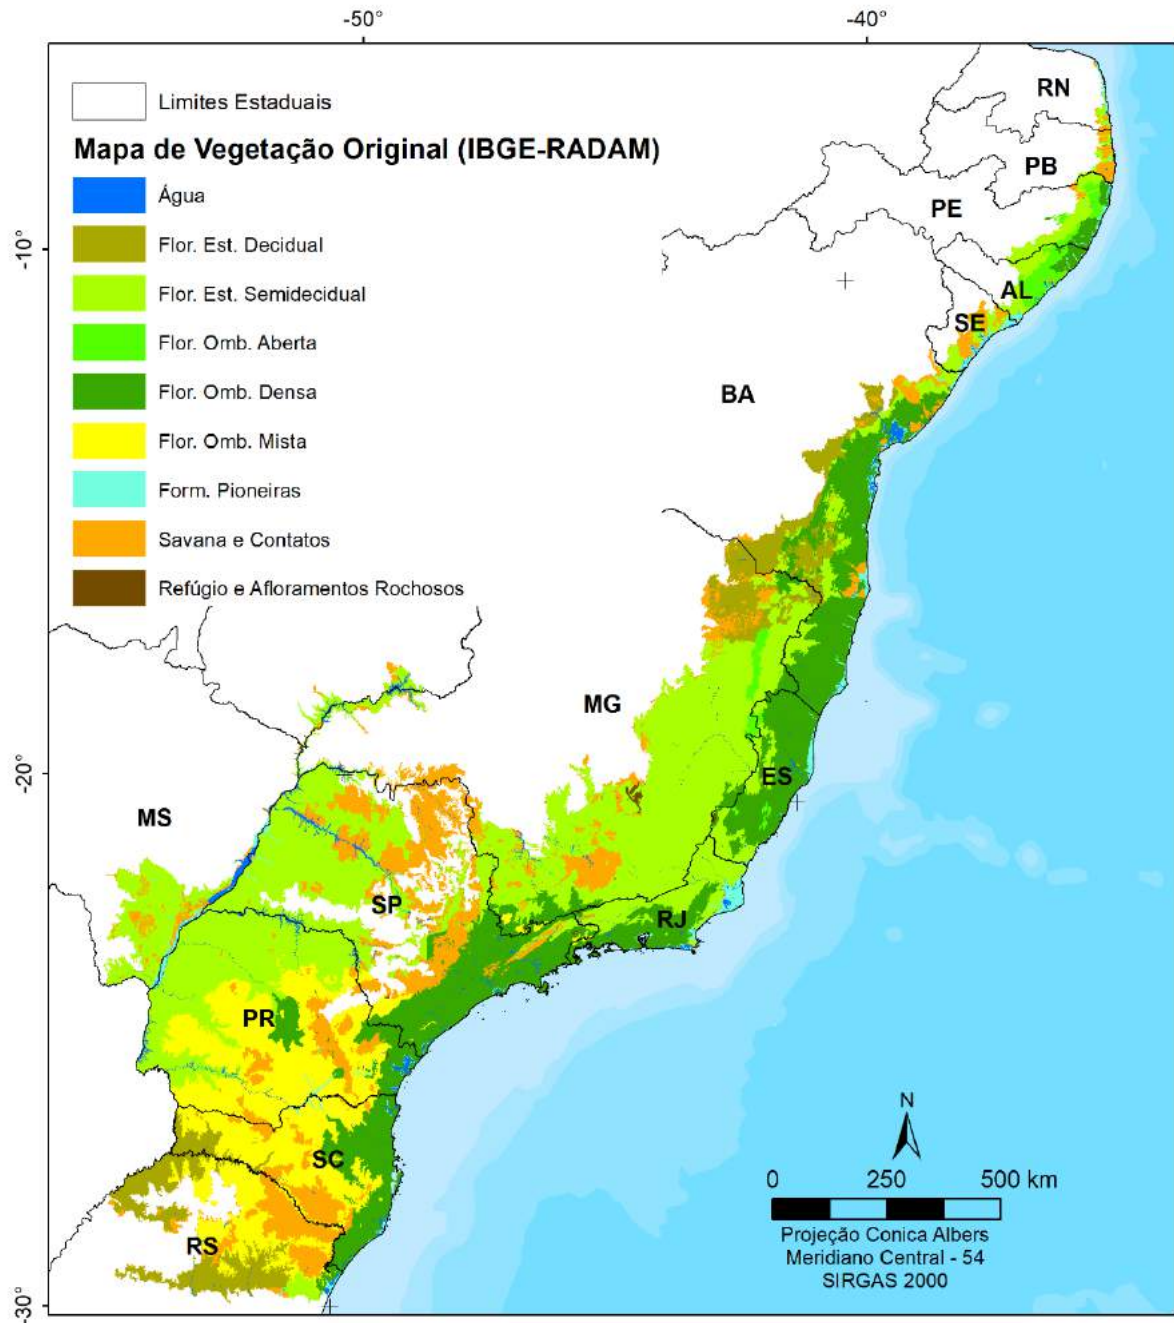 -50°
-40°
Limites Estaduais
Mapa de Vegetação Original (IBGE-RADAM)
Água
Flor. Est. Decidual
Flor. Est. Semidecidual
Flor. Omb. Aberta
Flor. Omb. Densa
Flor. Omb. Mista
Form. Pioneiras
Savana e Contatos
Refúgio e Afloramentos Rochosos
RN
PB
PE
-10°
AL
SE
BA
MG
-20°
ES
MS
SP
RJ
PR
SC
RS
-30°
N
0 250 500 km
Projeção Conica Albers
Meridiano Central - 54
SIRGAS 2000